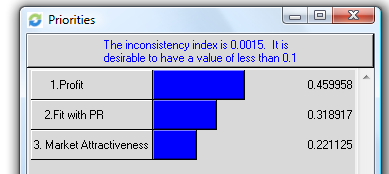 Priorities
The inconsistency index is 0.0015. It is
desirable to have a value of less than 0.1
1.Profit 0.459958
2.Fit with PR 0.318917
3. Market Attractiveness 0.221125